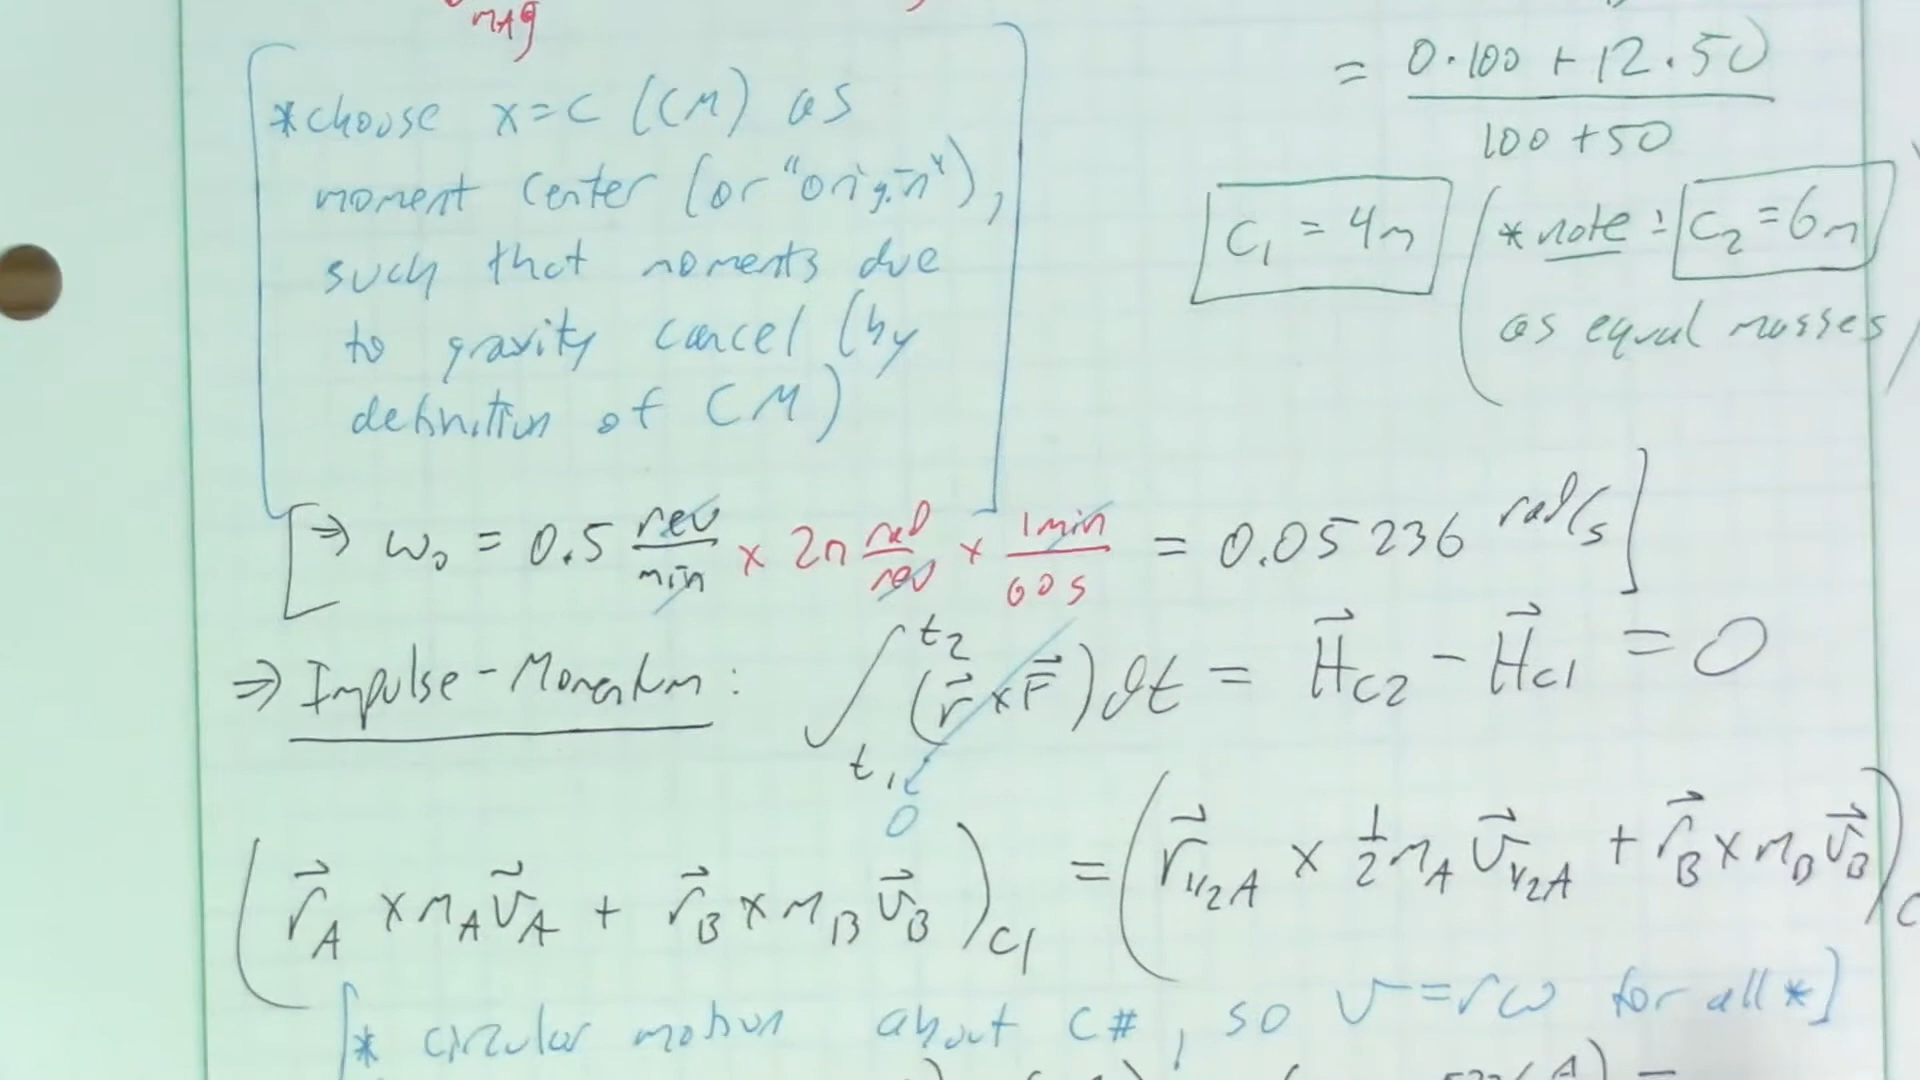 mAg
*choose x=c (CM) as
moment center (or "origin"),
such that moments due
to gravity cancel (by
definition of CM)
= (0·100 + 12·50) / (100 + 50)
C₁ = 4m (*note: C₂ = 6m
as equal masses)
[⇒ ω₀ = 0.5 rev/min × 2π rad/rev × 1min/60s = 0.05236 rad/s]
⇒ Impulse-Momentum: ∫t₁t₂ (r⃗ × F⃗)dt = H⃗C2 - H⃗C1 = 0
0
(r⃗A × mA v⃗A + r⃗B × mB v⃗B)C1 = (r⃗1/2A × 1/2 mA v⃗1/2A + r⃗B × mB v⃗B)C
[* circular motion about C#, so v=rω for all *]